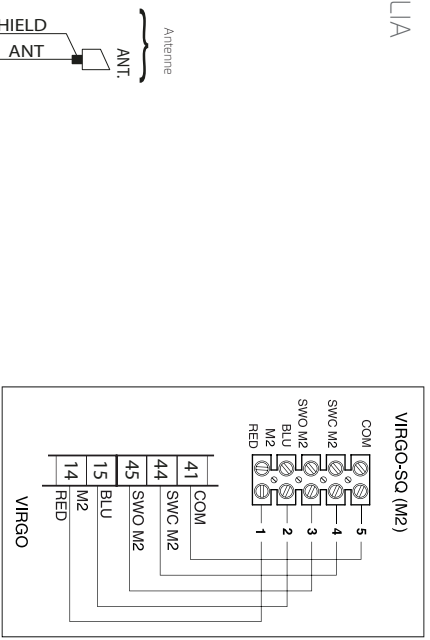 LIA
Antenne
ANT.
HIELD
ANT
VIRGO-SQ (M2)
COM
SWC M2
SWO M2
BLU
M2
RED
5
4
3
2
1
41 COM
44 SWC M2
45 SWO M2
15 BLU
M2
14 RED
VIRGO